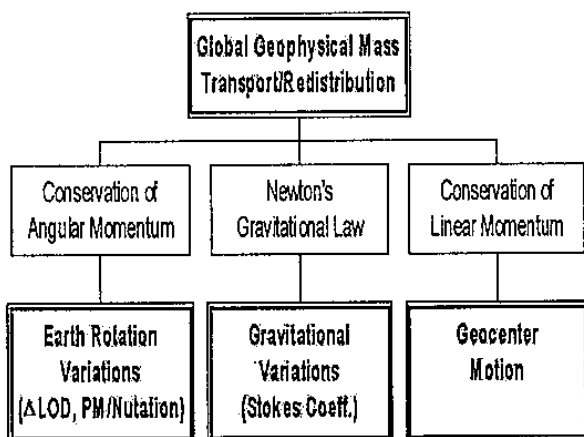 Global Geophysical Mass
Transport/Redistribution
Conservation of
Angular Momentum
Newton's
Gravitational Law
Conservation of
Linear Momentum
Earth Rotation
Variations
(ΔLOD, PM/Nutation)
Gravitational
Variations
(Stokes Coeff.)
Geocenter
Motion